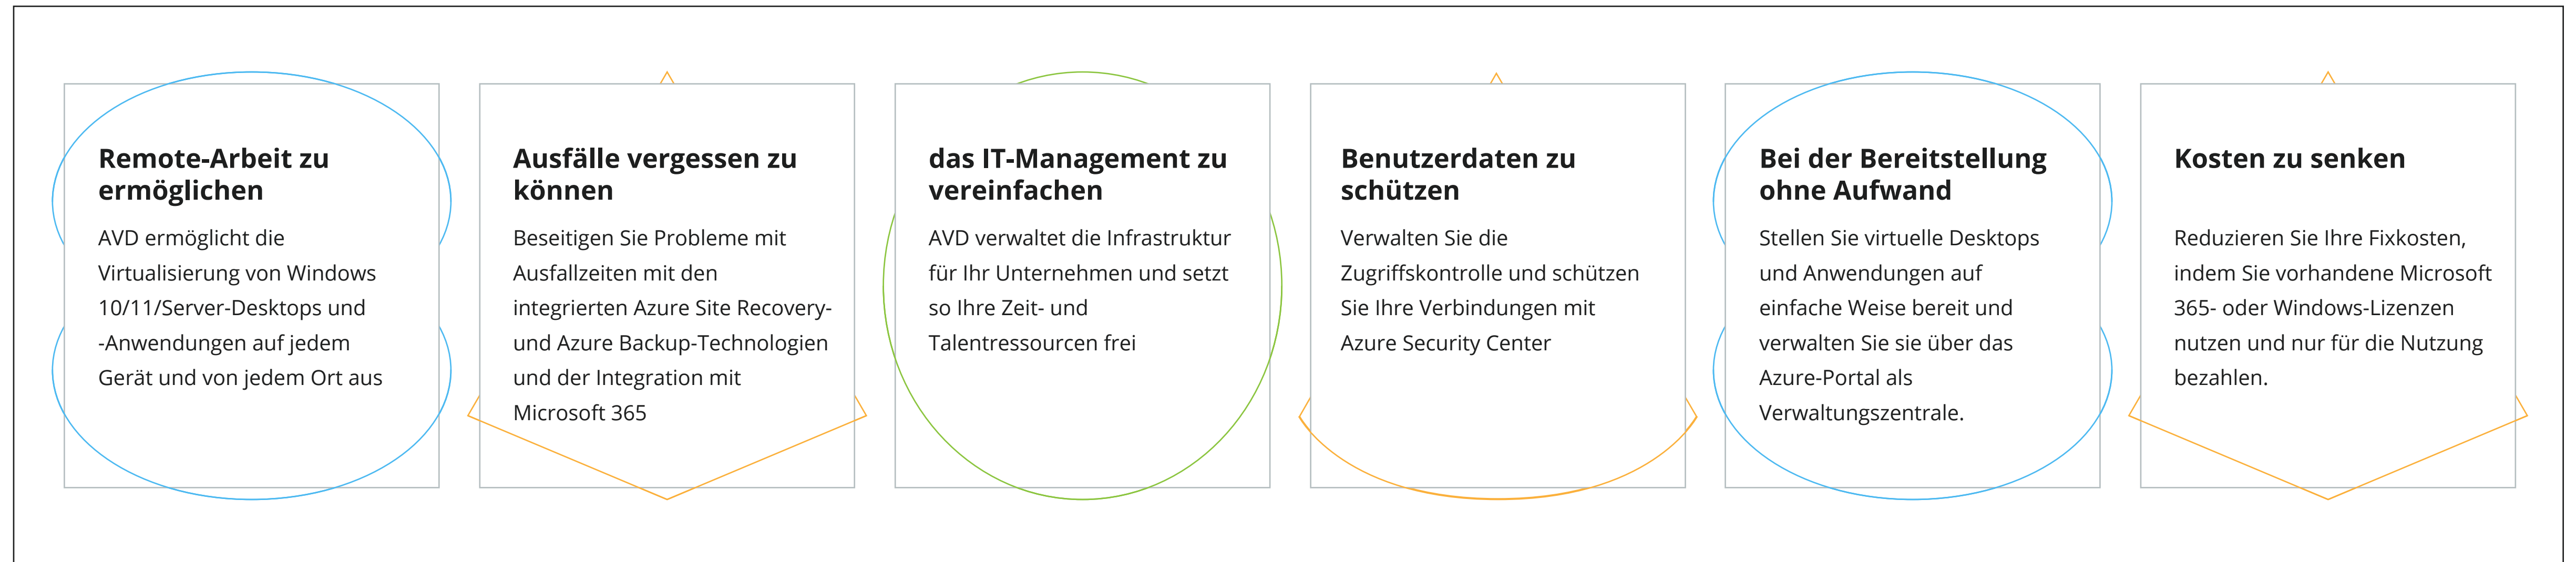 Remote-Arbeit zu
ermöglichen
AVD ermöglicht die
Virtualisierung von Windows
10/11/Server-Desktops und
-Anwendungen auf jedem
Gerät und von jedem Ort aus
Ausfälle vergessen zu
können
Beseitigen Sie Probleme mit
Ausfallzeiten mit den
integrierten Azure Site Recovery-
und Azure Backup-Technologien
und der Integration mit
Microsoft 365
das IT-Management zu
vereinfachen
AVD verwaltet die Infrastruktur
für Ihr Unternehmen und setzt
so Ihre Zeit- und
Talentressourcen frei
Benutzerdaten zu
schützen
Verwalten Sie die
Zugriffskontrolle und schützen
Sie Ihre Verbindungen mit
Azure Security Center
Bei der Bereitstellung
ohne Aufwand
Stellen Sie virtuelle Desktops
und Anwendungen auf
einfache Weise bereit und
verwalten Sie sie über das
Azure-Portal als
Verwaltungszentrale.
Kosten zu senken
Reduzieren Sie Ihre Fixkosten,
indem Sie vorhandene Microsoft
365- oder Windows-Lizenzen
nutzen und nur für die Nutzung
bezahlen.